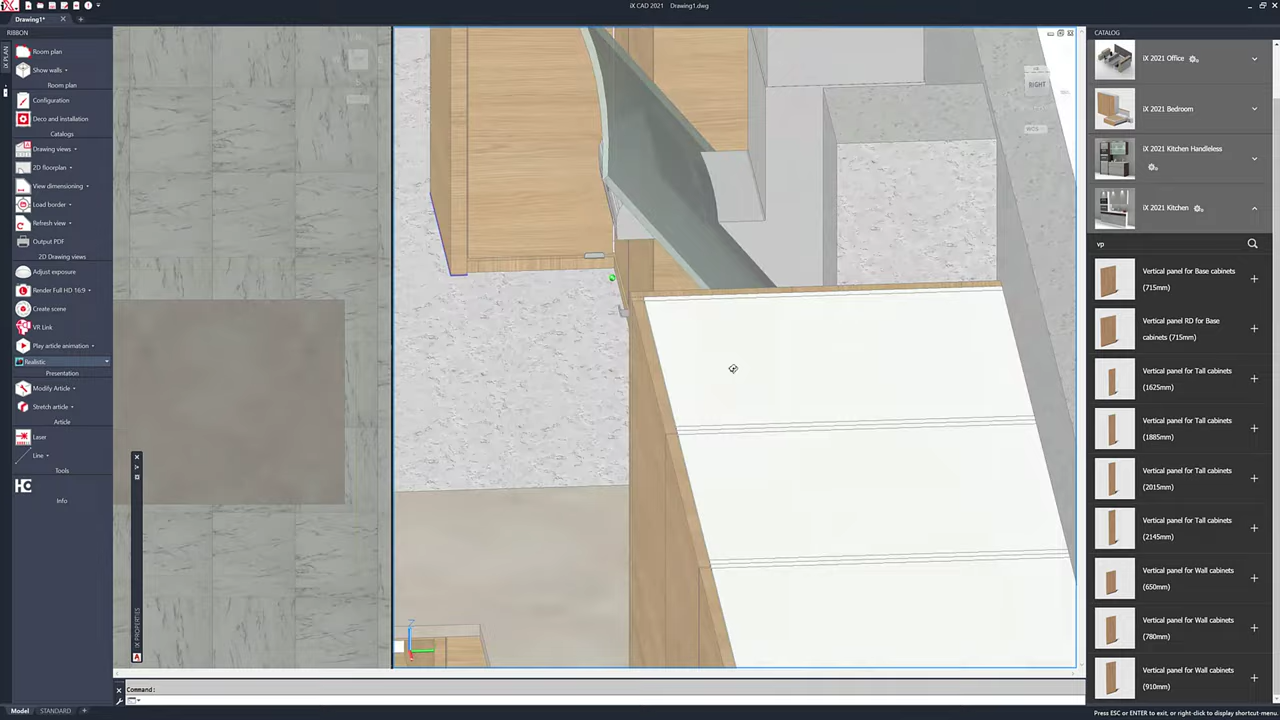 iX CAD 2021 Drawing1.dwg
Drawing1*
RIBBON
iX PLAN
Room plan
Show walls
Room plan
Configuration
Deco and installation
Catalogs
Drawing views
2D floorplan
View dimensioning
Load border
Refresh view
Output PDF
2D Drawing views
Adjust exposure
Render Full HD 16:9
Create scene
VR Link
Play article animation
Realistic
Presentation
Modify Article
Stretch article
Article
Laser
Line
Tools
Info
iX PROPERTIES
RIGHT
Z
CATALOG
iX 2021 Office
iX 2021 Bedroom
iX 2021 Kitchen Handleless
iX 2021 Kitchen
vp
Vertical panel for Base cabinets
(715mm)
Vertical panel RD for Base
cabinets (715mm)
Vertical panel for Tall cabinets
(1625mm)
Vertical panel for Tall cabinets
(1885mm)
Vertical panel for Tall cabinets
(2015mm)
Vertical panel for Tall cabinets
(2145mm)
Vertical panel for Wall cabinets
(650mm)
Vertical panel for Wall cabinets
(780mm)
Vertical panel for Wall cabinets
(910mm)
Command:
Model STANDARD
Press ESC or ENTER to exit, or right-click to display shortcut-menu.